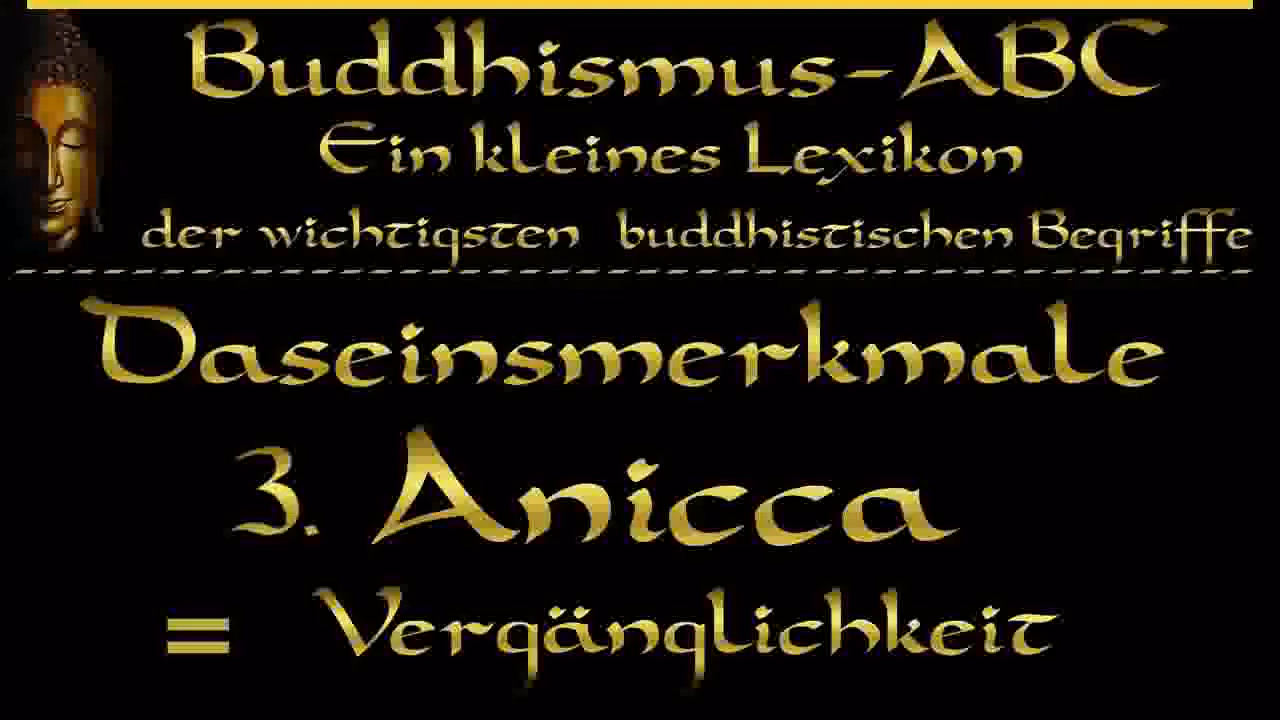 Buddhismus-ABC
Ein kleines Lexikon
der wichtigsten buddhistischen Begriffe
Daseinsmerkmale
3. Anicca
= Vergänglichkeit